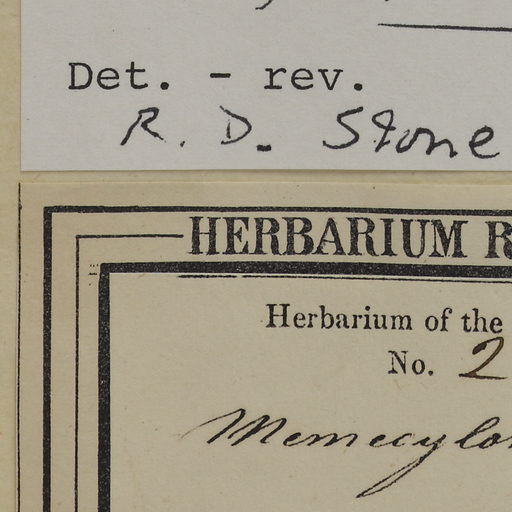 Det. - rev.
R. D. Stone
HERBARIUM R
Herbarium of the
No. 2
Memecylon